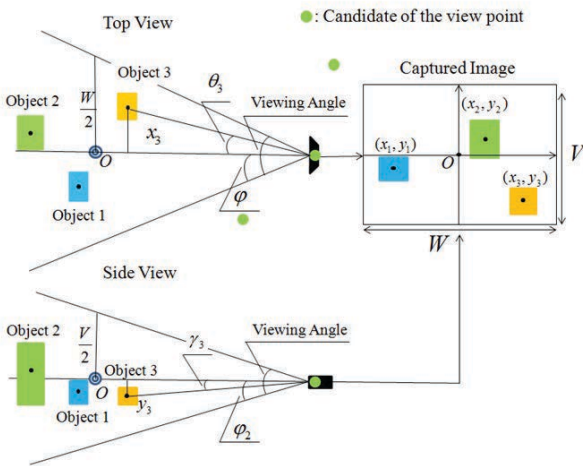 Top View
: Candidate of the view point
Object 3
θ₃
Viewing Angle
Captured Image
Object 2
W/2
x₃
(x₂, y₂)
(x₁, y₁)
V
O
O
(x₃, y₃)
Object 1
φ
W
Side View
Object 2
V/2
γ₃
Viewing Angle
Object 3
O
y₃
Object 1
φ₂